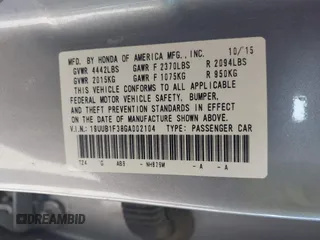 MFD. BY HONDA OF AMERICA MFG., INC. 10/15
GVWR 4442LBS GAWR F 2370LBS R 2094LBS
GVWR 2015KG GAWR F 1075KG R 950KG
THIS VEHICLE CONFORMS TO ALL APPLICABLE
FEDERAL MOTOR VEHICLE SAFETY, BUMPER,
AND THEFT PREVENTION STANDARDS IN EFFECT
ON THE DATE OF MANUFACTURE SHOWN ABOVE.
V.I.N.: 19UUB1F38GA002104 TYPE: PASSENGER CAR
A - A
DREAMBID